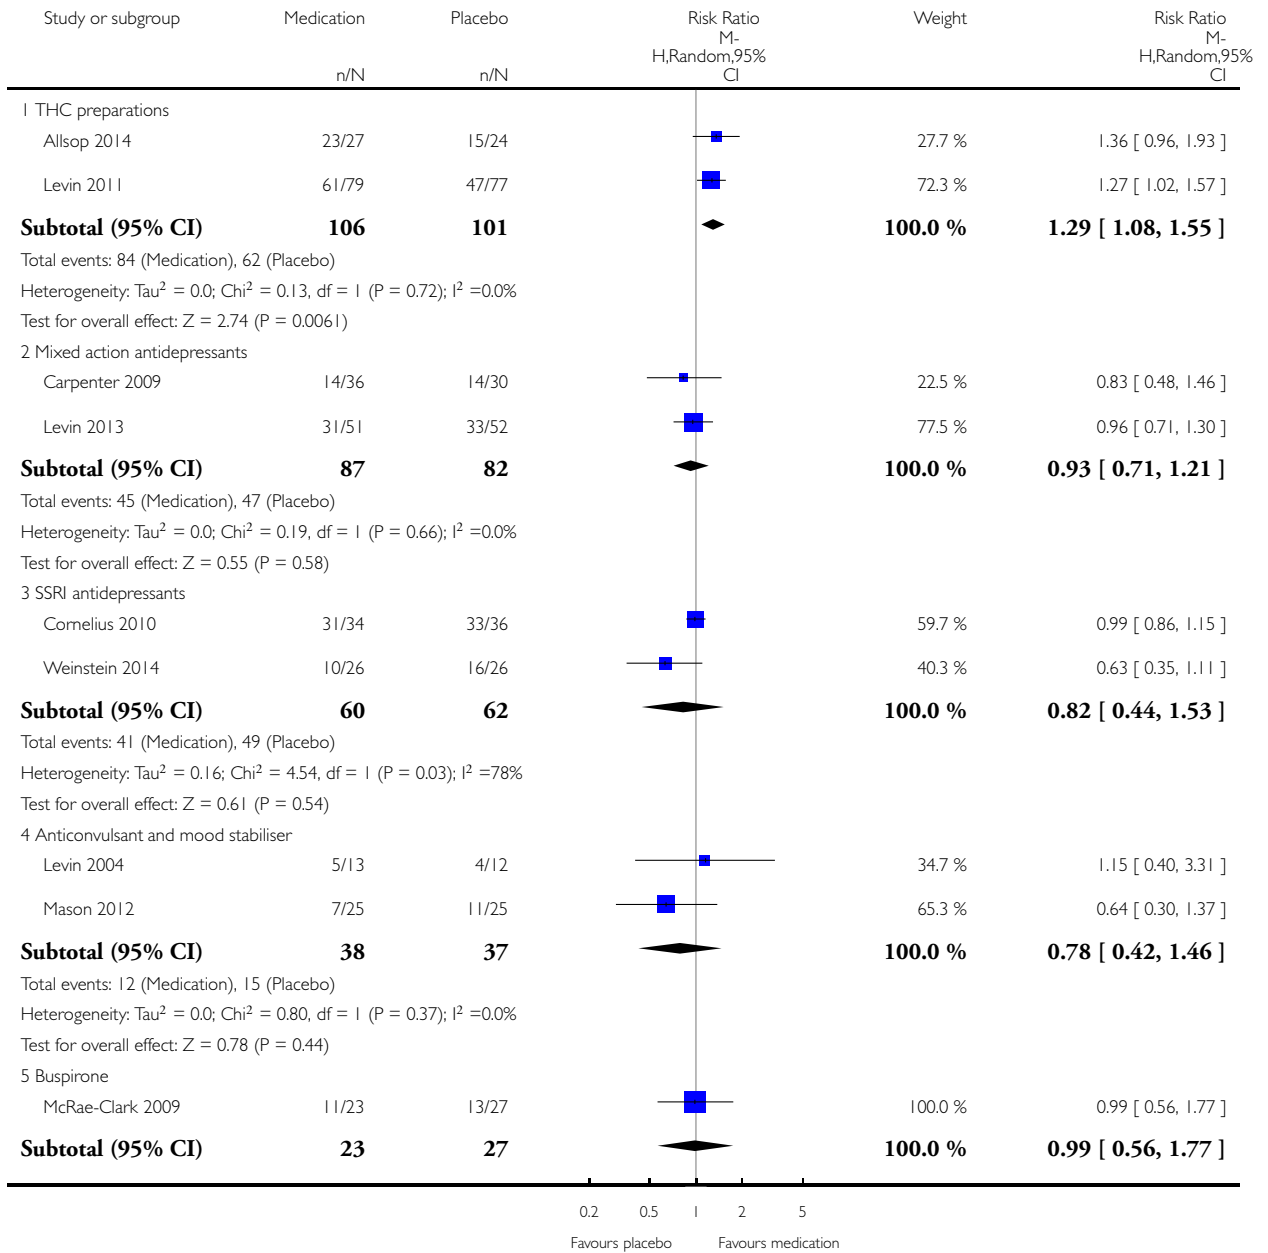 Study or subgroup Medication Placebo Risk Ratio Weight Risk Ratio
M- M-
H,Random,95% H,Random,95%
n/N n/N CI CI
1 THC preparations
Allsop 2014 23/27 15/24 27.7 % 1.36 [ 0.96, 1.93 ]
Levin 2011 61/79 47/77 72.3 % 1.27 [ 1.02, 1.57 ]
Subtotal (95% CI) 106 101 100.0 % 1.29 [ 1.08, 1.55 ]
Total events: 84 (Medication), 62 (Placebo)
Heterogeneity: Tau² = 0.0; Chi² = 0.13, df = 1 (P = 0.72); I² =0.0%
Test for overall effect: Z = 2.74 (P = 0.0061)
2 Mixed action antidepressants
Carpenter 2009 14/36 14/30 22.5 % 0.83 [ 0.48, 1.46 ]
Levin 2013 31/51 33/52 77.5 % 0.96 [ 0.71, 1.30 ]
Subtotal (95% CI) 87 82 100.0 % 0.93 [ 0.71, 1.21 ]
Total events: 45 (Medication), 47 (Placebo)
Heterogeneity: Tau² = 0.0; Chi² = 0.19, df = 1 (P = 0.66); I² =0.0%
Test for overall effect: Z = 0.55 (P = 0.58)
3 SSRI antidepressants
Cornelius 2010 31/34 33/36 59.7 % 0.99 [ 0.86, 1.15 ]
Weinstein 2014 10/26 16/26 40.3 % 0.63 [ 0.35, 1.11 ]
Subtotal (95% CI) 60 62 100.0 % 0.82 [ 0.44, 1.53 ]
Total events: 41 (Medication), 49 (Placebo)
Heterogeneity: Tau² = 0.16; Chi² = 4.54, df = 1 (P = 0.03); I² =78%
Test for overall effect: Z = 0.61 (P = 0.54)
4 Anticonvulsant and mood stabiliser
Levin 2004 5/13 4/12 34.7 % 1.15 [ 0.40, 3.31 ]
Mason 2012 7/25 11/25 65.3 % 0.64 [ 0.30, 1.37 ]
Subtotal (95% CI) 38 37 100.0 % 0.78 [ 0.42, 1.46 ]
Total events: 12 (Medication), 15 (Placebo)
Heterogeneity: Tau² = 0.0; Chi² = 0.80, df = 1 (P = 0.37); I² =0.0%
Test for overall effect: Z = 0.78 (P = 0.44)
5 Buspirone
McRae-Clark 2009 11/23 13/27 100.0 % 0.99 [ 0.56, 1.77 ]
Subtotal (95% CI) 23 27 100.0 % 0.99 [ 0.56, 1.77 ]
0.2 0.5 1 2 5
Favours placebo Favours medication